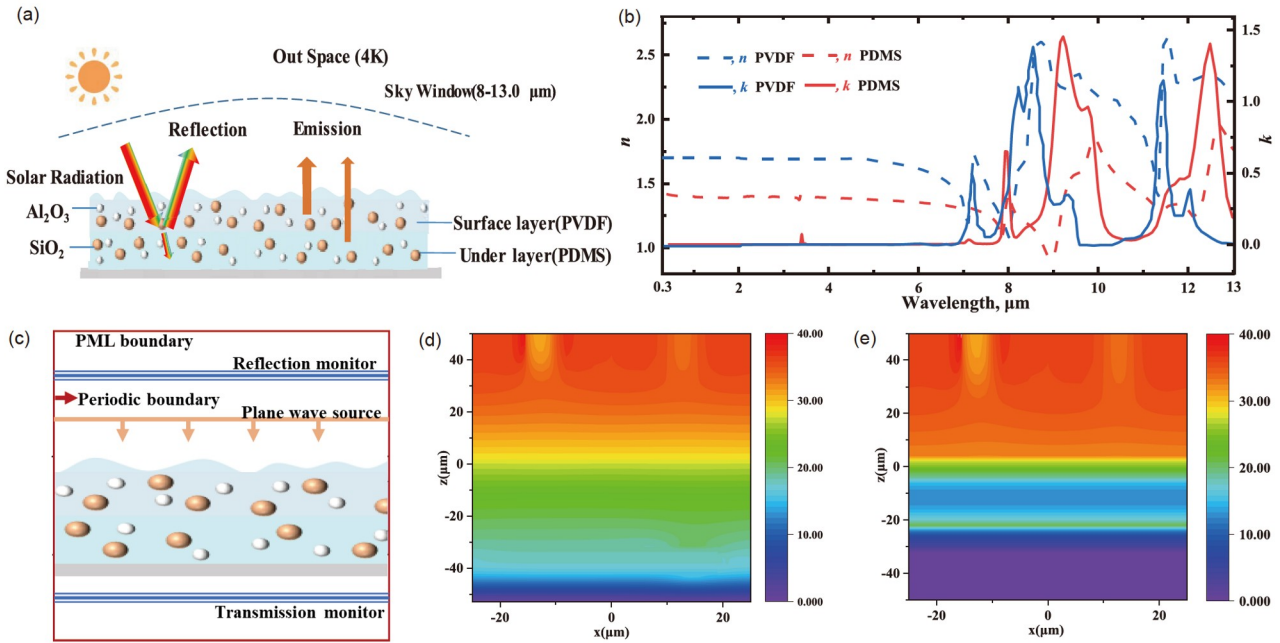 (a)
Out Space (4K)
Sky Window(8-13.0 μm)
Reflection
Emission
Solar Radiation
Al2O3
SiO2
Surface layer(PVDF)
Under layer(PDMS)
(b)
, n PVDF
, n PDMS
, k PVDF
, k PDMS
2.5
2.0
1.5
1.0
n
1.5
1.2
0.9
0.6
0.3
0.0
k
0.3
2
4
6
8
10
12
13
Wavelength, μm
(c)
PML boundary
Reflection monitor
Periodic boundary
Plane wave source
Transmission monitor
(d)
40
20
0
-20
-40
z(μm)
-20
0
20
x(μm)
40.00
30.00
20.00
10.00
0.000
(e)
40
20
0
-20
-40
z(μm)
-20
0
20
x(μm)
40.00
30.00
20.00
10.00
0.000